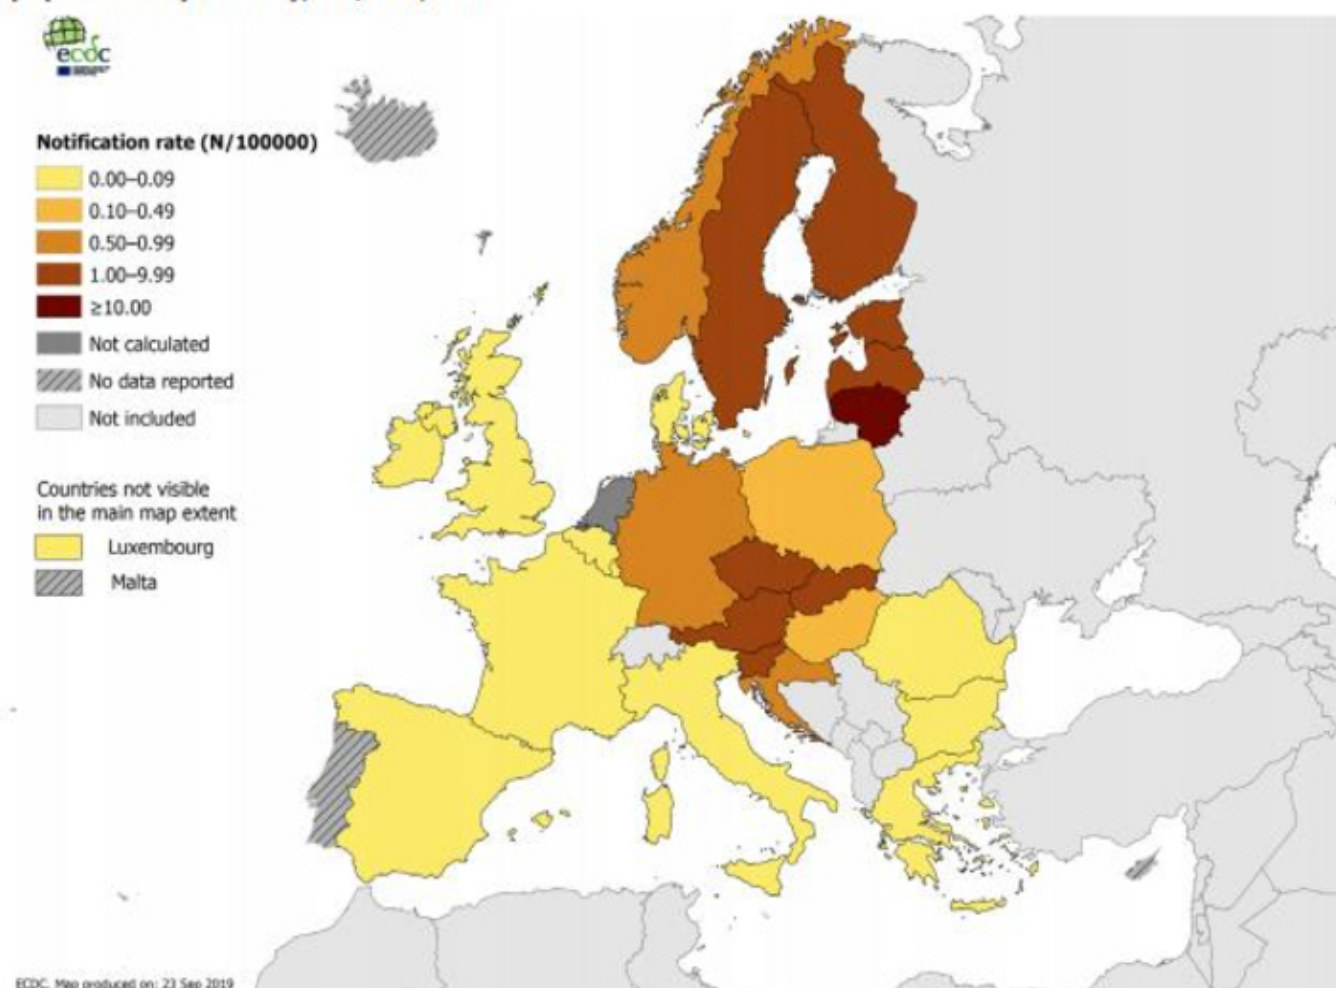 ecdc
Notification rate (N/100000)
0.00–0.09
0.10–0.49
0.50–0.99
1.00–9.99
≥10.00
Not calculated
No data reported
Not included
Countries not visible
in the main map extent
Luxembourg
Malta
ECDC. Map produced on: 23 Sep 2019